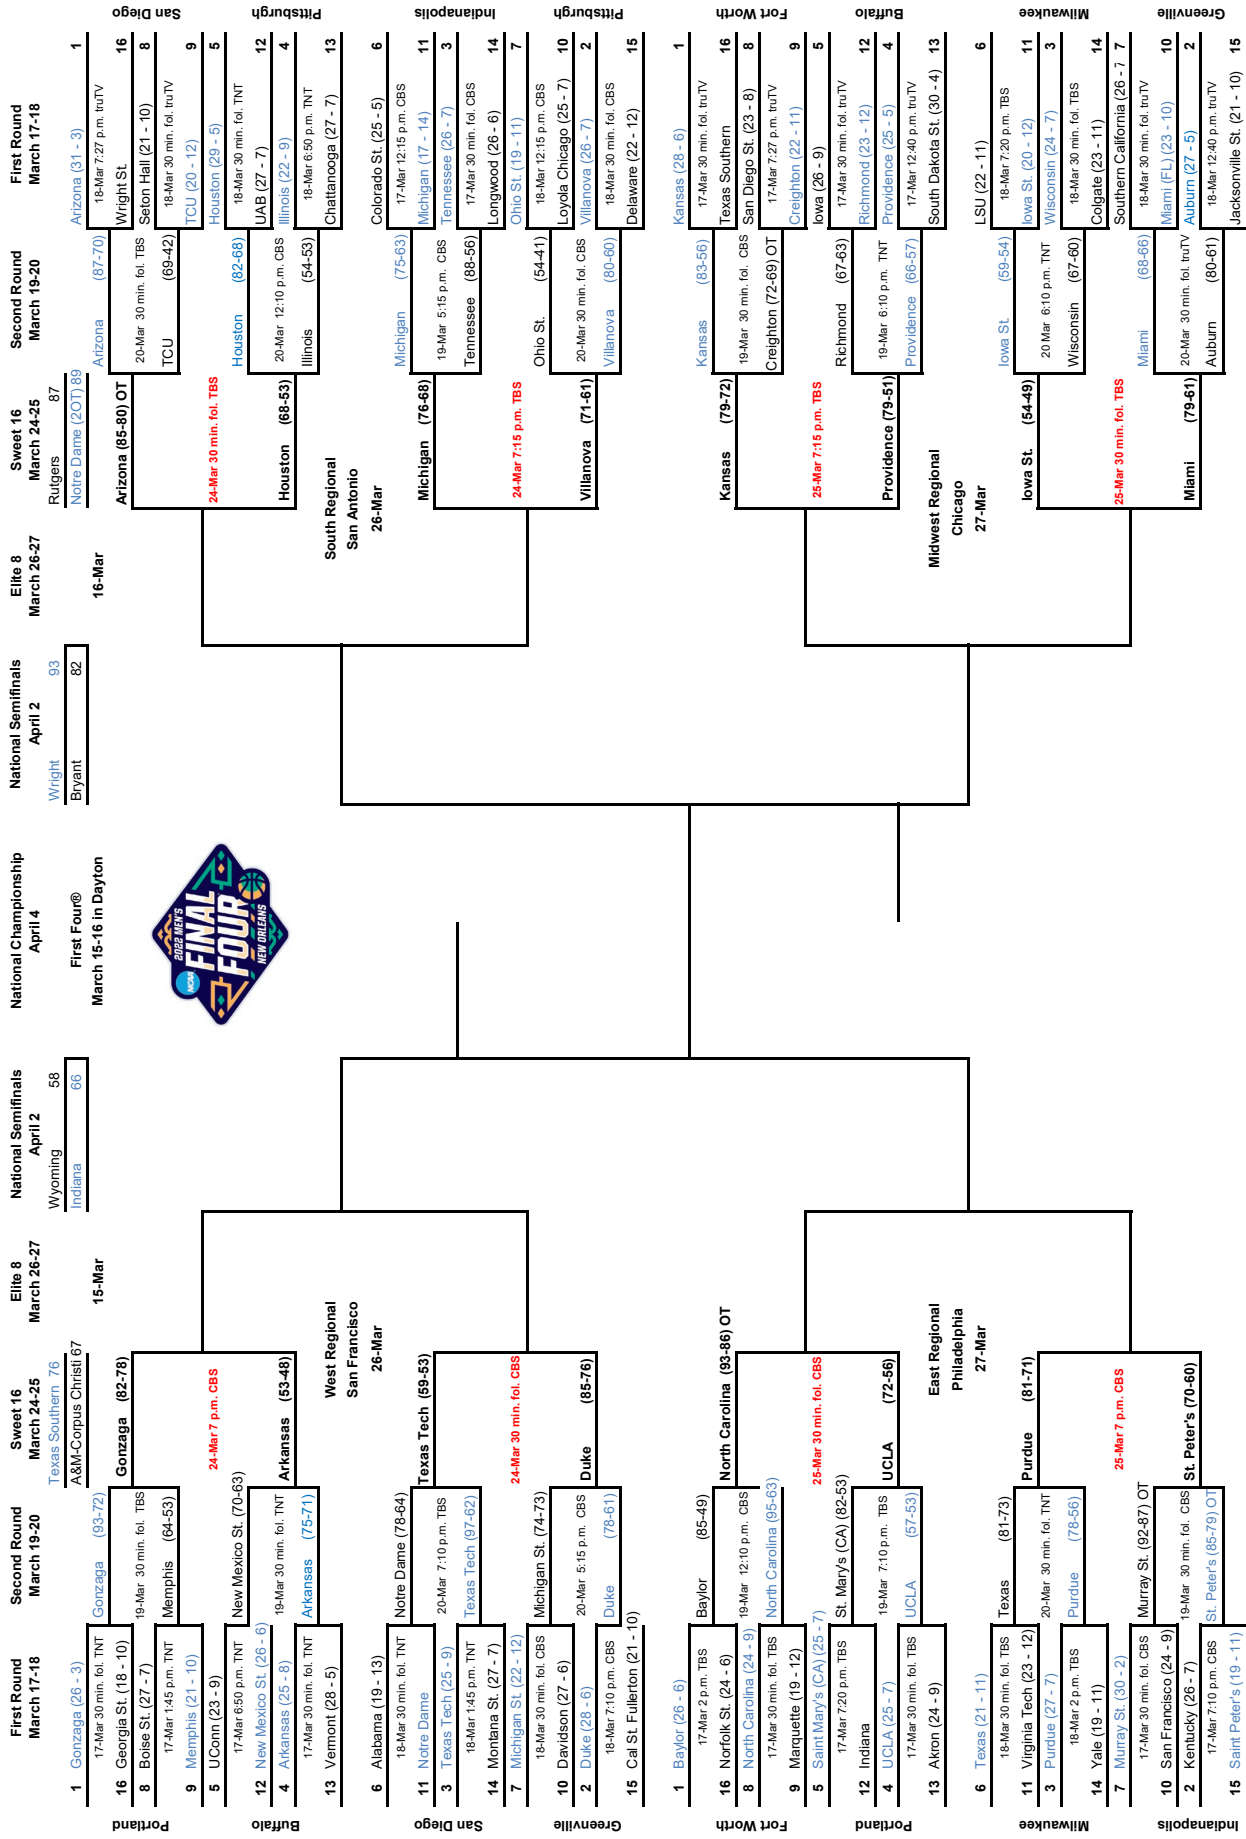 First Round
March 17-18
Second Round
March 19-20
Sweet 16
March 24-25
Elite 8
March 26-27
National Semifinals
April 2
National Championship
April 4
National Semifinals
April 2
Elite 8
March 26-27
Sweet 16
March 24-25
Second Round
March 19-20
First Round
March 17-18
Texas Southern 76
A&M-Corpus Christi 67
15-Mar
Wyoming 58
Indiana 66
First Four®
March 15-16 in Dayton
Wright 93
Bryant 82
16-Mar
Rutgers 87
Notre Dame (2OT) 89
NCAA
2022 MEN'S
FINAL
FOUR
NEW ORLEANS
Portland
1 Gonzaga (26 - 3)
17-Mar 30 min. fol. TNT
16 Georgia St. (18 - 10)
8 Boise St. (27 - 7)
17-Mar 1:45 p.m. TNT
9 Memphis (21 - 10)
Buffalo
5 UConn (23 - 9)
17-Mar 6:50 p.m. TNT
12 New Mexico St. (26 - 6)
4 Arkansas (25 - 8)
17-Mar 30 min. fol. TNT
13 Vermont (28 - 5)
San Diego
6 Alabama (19 - 13)
18-Mar 30 min. fol. TNT
11 Notre Dame
3 Texas Tech (25 - 9)
18-Mar 1:45 p.m. TNT
14 Montana St. (27 - 7)
Greenville
7 Michigan St. (22 - 12)
18-Mar 30 min. fol. CBS
10 Davidson (27 - 6)
2 Duke (28 - 6)
18-Mar 7:10 p.m. CBS
15 Cal St. Fullerton (21 - 10)
Gonzaga (93-72)
19-Mar 30 min. fol. TBS
Memphis (64-53)
New Mexico St. (70-63)
19-Mar 30 min. fol. TNT
Arkansas (75-71)
Notre Dame (78-64)
20-Mar 7:10 p.m. TBS
Texas Tech (97-62)
Michigan St. (74-73)
20-Mar 5:15 p.m. CBS
Duke (78-61)
Gonzaga (82-78)
24-Mar 7 p.m. CBS
Arkansas (53-48)
Texas Tech (59-53)
24-Mar 30 min. fol. CBS
Duke (85-76)
West Regional
San Francisco
26-Mar
Fort Worth
1 Baylor (26 - 6)
17-Mar 2 p.m. TBS
16 Norfolk St. (24 - 6)
8 North Carolina (24 - 9)
17-Mar 30 min. fol. TBS
9 Marquette (19 - 12)
Portland
5 Saint Mary's (CA) (25 - 7)
17-Mar 7:20 p.m. TBS
12 Indiana
4 UCLA (25 - 7)
17-Mar 30 min. fol. TBS
13 Akron (24 - 9)
Milwaukee
6 Texas (21 - 11)
18-Mar 30 min. fol. TBS
11 Virginia Tech (23 - 12)
3 Purdue (27 - 7)
18-Mar 2 p.m. TBS
14 Yale (19 - 11)
Indianapolis
7 Murray St. (30 - 2)
17-Mar 30 min. fol. CBS
10 San Francisco (24 - 9)
2 Kentucky (26 - 7)
17-Mar 7:10 p.m. CBS
15 Saint Peter's (19 - 11)
Baylor (85-49)
19-Mar 12:10 p.m. CBS
North Carolina (95-63)
St. Mary's (CA) (82-53)
19-Mar 7:10 p.m. TBS
UCLA (57-53)
Texas (81-73)
20-Mar 30 min. fol. TNT
Purdue (78-56)
Murray St. (92-87) OT
19-Mar 30 min. fol. CBS
St. Peter's (85-79) OT
North Carolina (93-86) OT
25-Mar 30 min. fol. CBS
UCLA (72-56)
Purdue (81-71)
25-Mar 7 p.m. CBS
St. Peter's (70-60)
East Regional
Philadelphia
27-Mar
San Diego
Arizona (31 - 3) 1
18-Mar 7:27 p.m. truTV
Wright St. 16
Seton Hall (21 - 10) 8
18-Mar 30 min. fol. truTV
TCU (20 - 12) 9
Pittsburgh
Houston (29 - 5) 5
18-Mar 30 min. fol. TNT
UAB (27 - 7) 12
Illinois (22 - 9) 4
18-Mar 6:50 p.m. TNT
Chattanooga (27 - 7) 13
Indianapolis
Colorado St. (25 - 5) 6
17-Mar 12:15 p.m. CBS
Michigan (17 - 14) 11
Tennessee (26 - 7) 3
17-Mar 30 min. fol. CBS
Longwood (26 - 6) 14
Pittsburgh
Ohio St. (19 - 11) 7
18-Mar 12:15 p.m. CBS
Loyola Chicago (25 - 7) 10
Villanova (26 - 7) 2
18-Mar 30 min. fol. CBS
Delaware (22 - 12) 15
Arizona (87-70)
20-Mar 30 min. fol. TBS
TCU (69-42)
Houston (82-68)
20-Mar 12:10 p.m. CBS
Illinois (54-53)
Michigan (75-63)
19-Mar 5:15 p.m. CBS
Tennessee (88-56)
Ohio St. (54-41)
20-Mar 30 min. fol. CBS
Villanova (80-60)
Arizona (85-80) OT
24-Mar 30 min. fol. TBS
Houston (68-53)
Michigan (76-68)
24-Mar 7:15 p.m. TBS
Villanova (71-61)
South Regional
San Antonio
26-Mar
Fort Worth
Kansas (28 - 6) 1
17-Mar 30 min. fol. truTV
Texas Southern 16
San Diego St. (23 - 8) 8
17-Mar 7:27 p.m. truTV
Creighton (22 - 11) 9
Buffalo
Iowa (26 - 9) 5
17-Mar 30 min. fol. truTV
Richmond (23 - 12) 12
Providence (25 - 5) 4
17-Mar 12:40 p.m. truTV
South Dakota St. (30 - 4) 13
Milwaukee
LSU (22 - 11) 6
18-Mar 7:20 p.m. TBS
Iowa St. (20 - 12) 11
Wisconsin (24 - 7) 3
18-Mar 30 min. fol. TBS
Colgate (23 - 11) 14
Greenville
Southern California (26 - 7 7
18-Mar 30 min. fol. truTV
Miami (FL) (23 - 10) 10
Auburn (27 - 5) 2
18-Mar 12:40 p.m. truTV
Jacksonville St. (21 - 10) 15
Kansas (83-56)
19-Mar 30 min. fol. CBS
Creighton (72-69) OT
Richmond (67-63)
19-Mar 6:10 p.m. TNT
Providence (66-57)
Iowa St. (59-54)
20 Mar 6:10 p.m. TNT
Wisconsin (67-60)
Miami (68-66)
20-Mar 30 min. fol. truTV
Auburn (80-61)
Kansas (79-72)
25-Mar 7:15 p.m. TBS
Providence (79-51)
Iowa St. (54-49)
25-Mar 30 min. fol. TBS
Miami (79-61)
Midwest Regional
Chicago
27-Mar